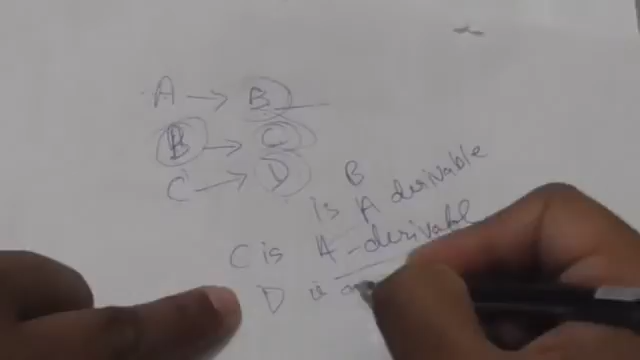 A → B
B → C
C → D
B
is A derivable
C is A-derivable
D is